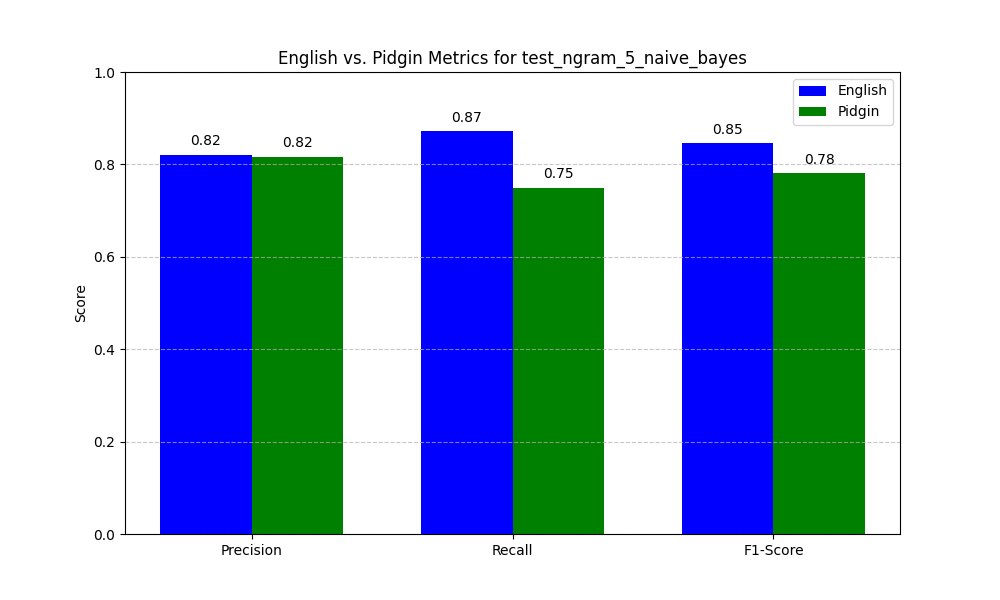 English vs. Pidgin Metrics for test_ngram_5_naive_bayes
1.0
English
Pidgin
0.87
0.85
0.82
0.82
0.78
0.75
0.8
0.6
Score
0.4
0.2
0.0
Precision
Recall
F1-Score